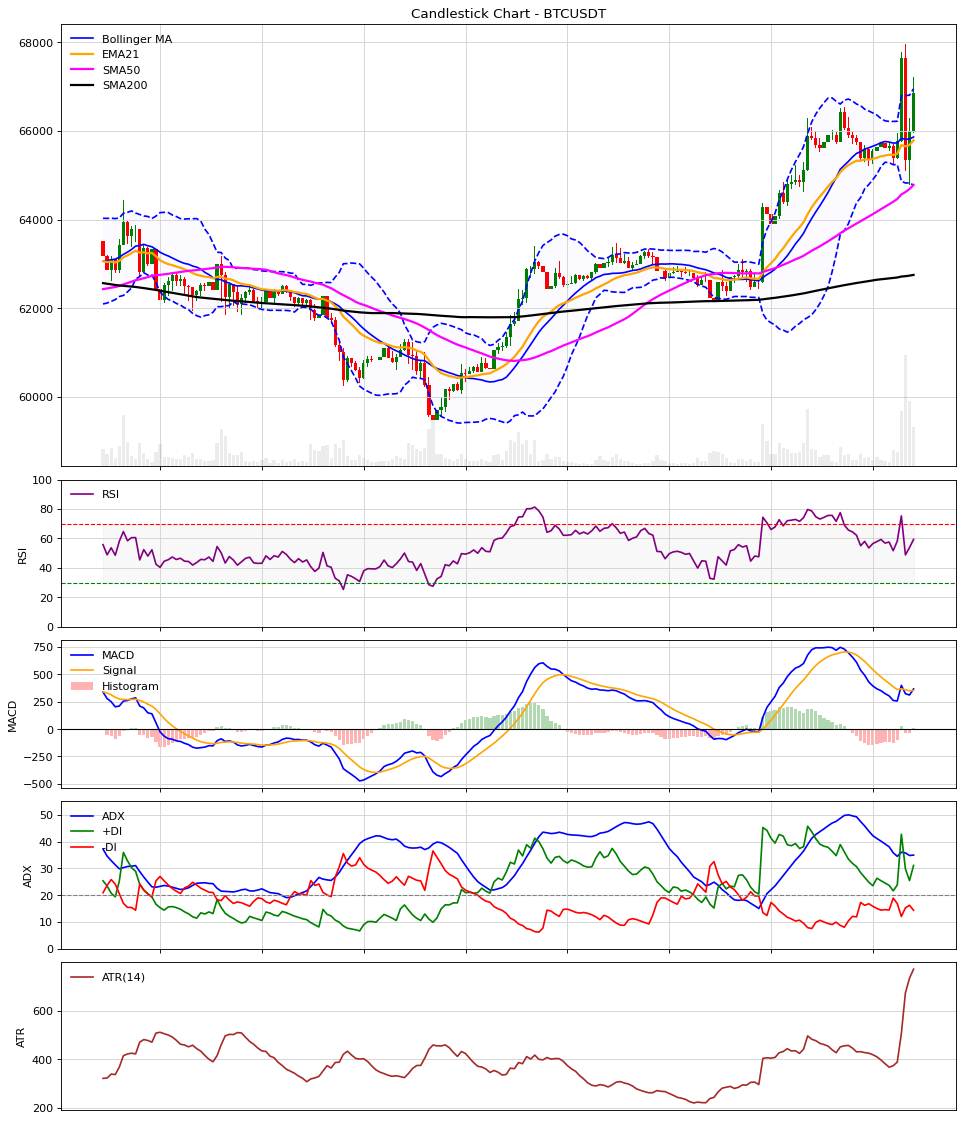 Candlestick Chart - BTCUSDT
68000
66000
64000
62000
60000
Bollinger MA
EMA21
SMA50
SMA200
100
80
60
40
20
0
RSI
RSI
750
500
250
0
−250
−500
MACD
MACD
Signal
Histogram
50
40
30
20
10
0
ADX
ADX
+DI
-DI
600
400
200
ATR
ATR(14)